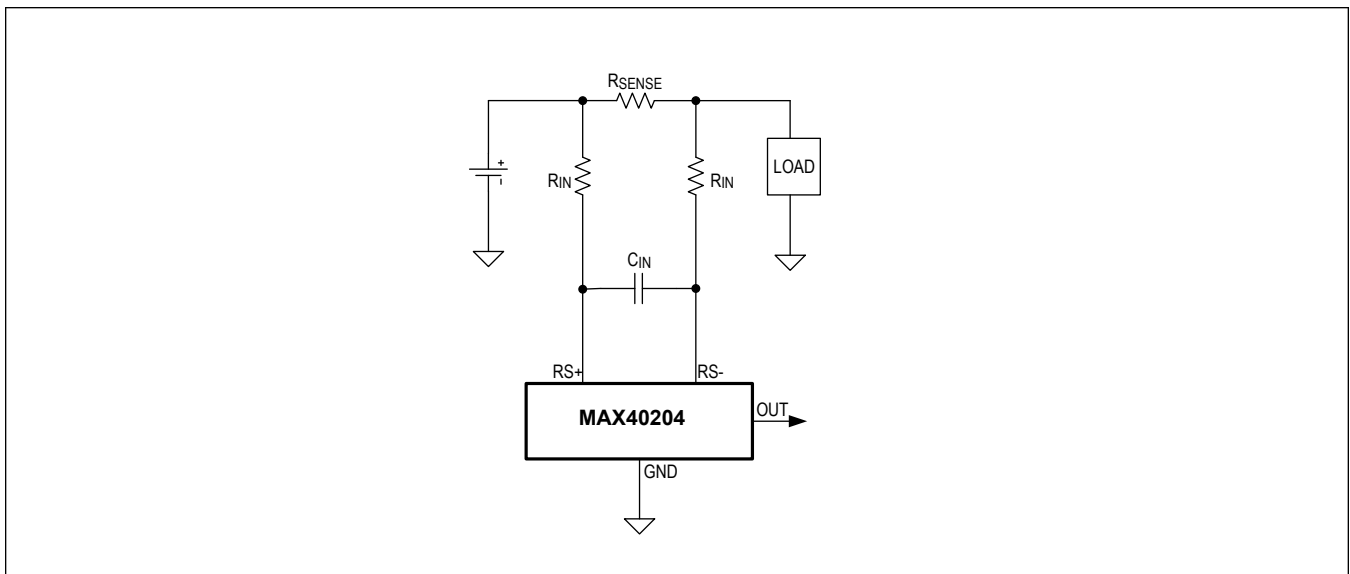 RSENSE
+
-
RIN
RIN
LOAD
CIN
RS+
RS-
MAX40204
OUT
GND